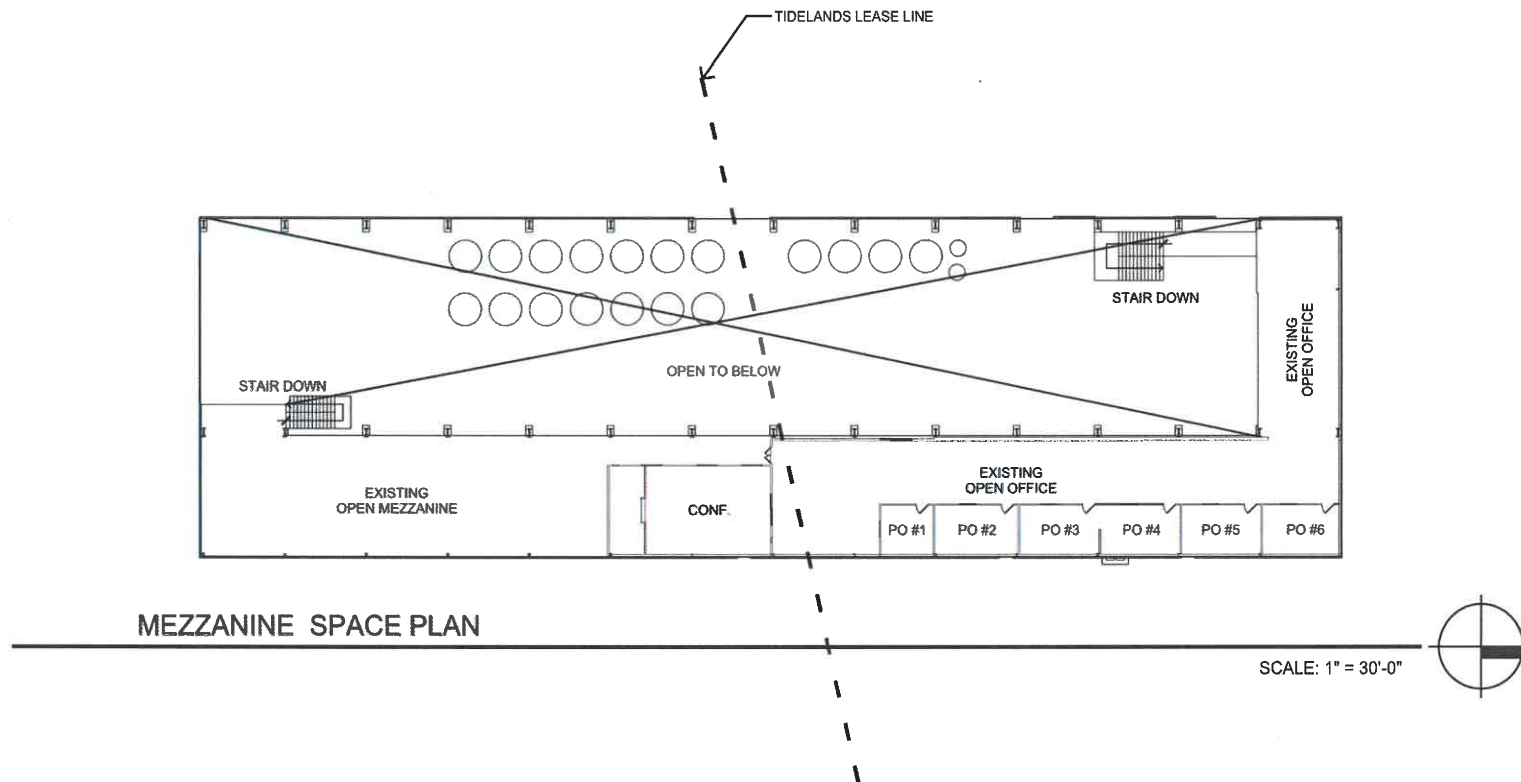 TIDELANDS LEASE LINE
STAIR DOWN
EXISTING
OPEN OFFICE
OPEN TO BELOW
STAIR DOWN
EXISTING
OPEN MEZZANINE
CONF.
EXISTING
OPEN OFFICE
PO #1
PO #2
PO #3
PO #4
PO #5
PO #6
MEZZANINE SPACE PLAN
SCALE: 1" = 30'-0"